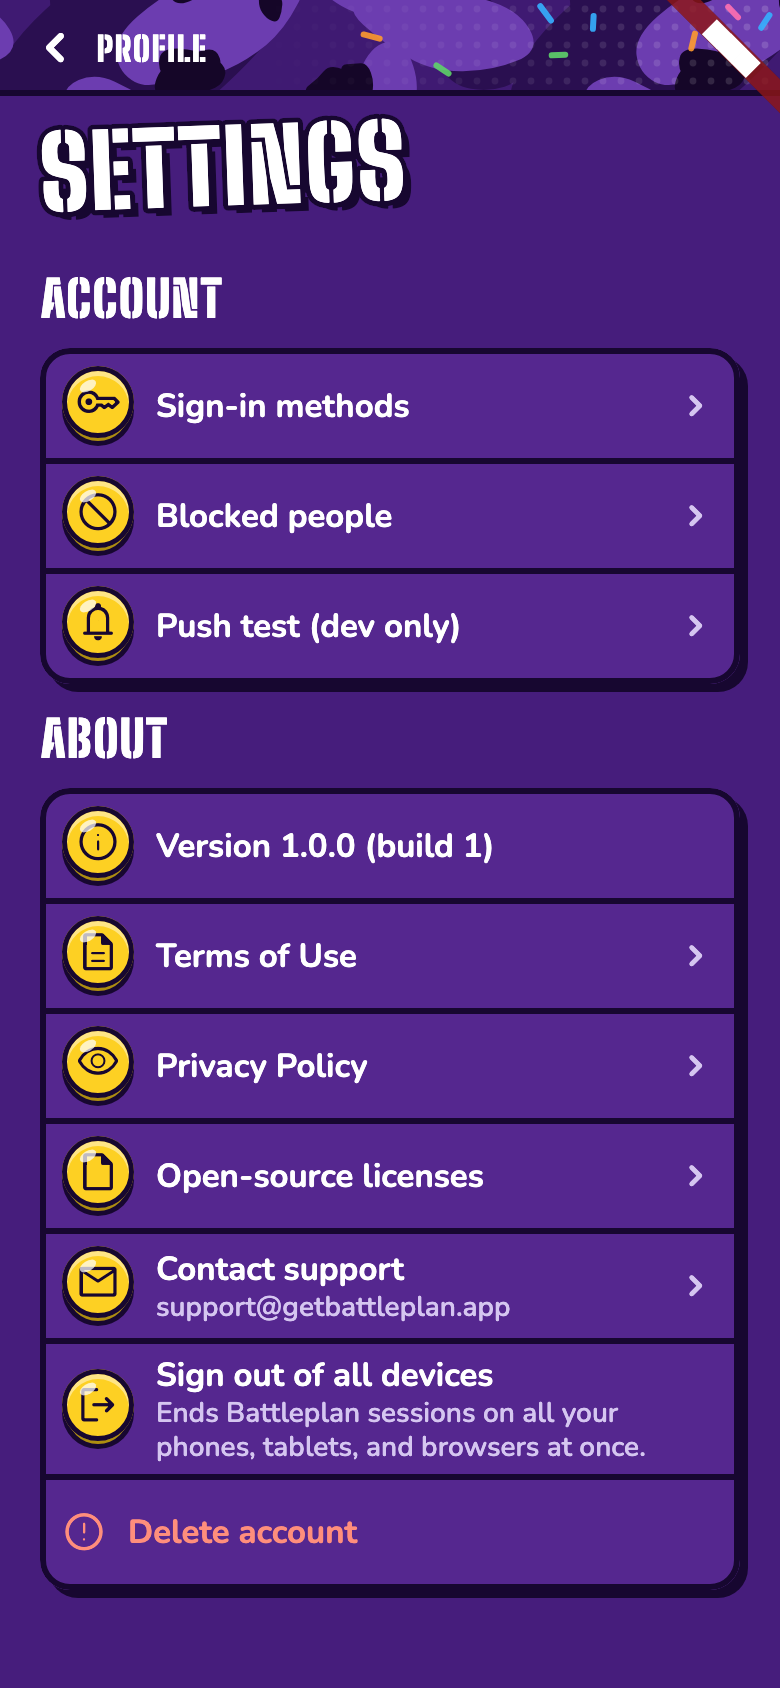 PROFILE
SETTINGS
ACCOUNT
Sign-in methods
Blocked people
Push test (dev only)
ABOUT
Version 1.0.0 (build 1)
Terms of Use
Privacy Policy
Open-source licenses
Contact support
support@getbattleplan.app
Sign out of all devices
Ends Battleplan sessions on all your
phones, tablets, and browsers at once.
Delete account